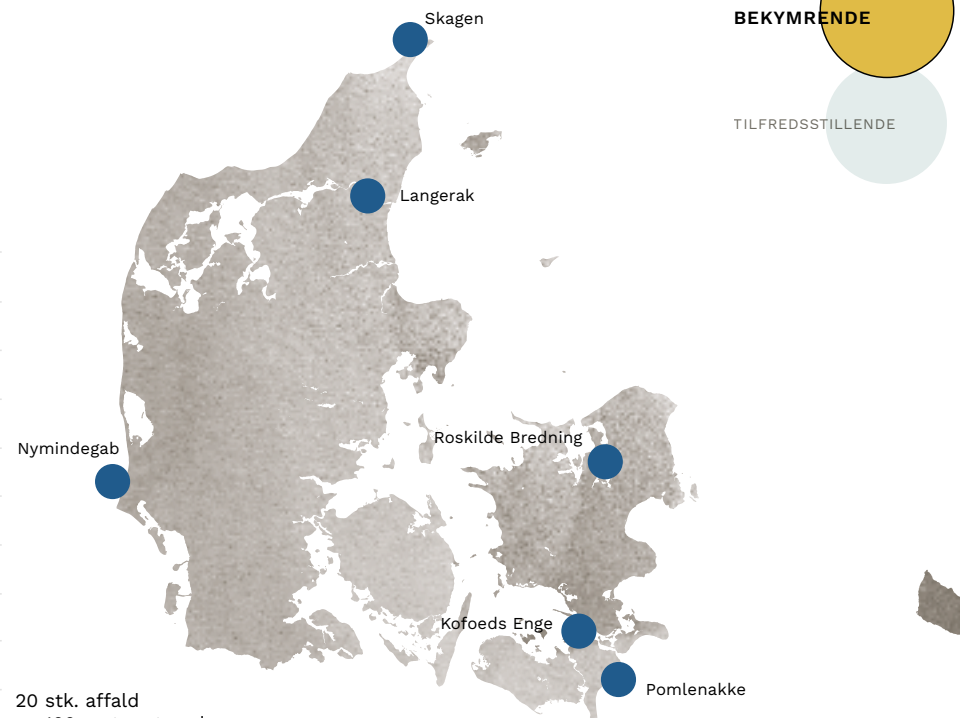 Skagen
BEKYMRENDE
TILFREDSSTILLENDE
Langerak
Roskilde Bredning
Nymindegab
Kofoeds Enge
Pomlenakke
20 stk. affald